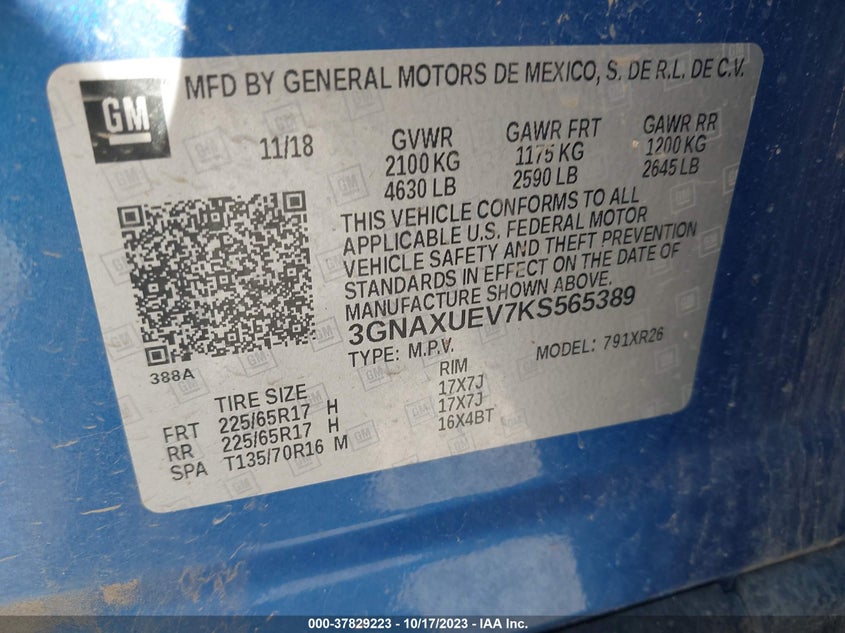 GM
MFD BY GENERAL MOTORS DE MEXICO, S. DE R.L. DE C.V.
11/18
GVWR
2100 KG
4630 LB
GAWR FRT
1175 KG
2590 LB
GAWR RR
1200 KG
2645 LB
THIS VEHICLE CONFORMS TO ALL
APPLICABLE U.S. FEDERAL MOTOR
VEHICLE SAFETY AND THEFT PREVENTION
STANDARDS IN EFFECT ON THE DATE OF
MANUFACTURE SHOWN ABOVE.
3GNAXUEV7KS565389
TYPE: M.P.V. MODEL: 791XR26
388A
TIRE SIZE RIM
FRT 225/65R17 H 17X7J
RR 225/65R17 H 17X7J
SPA T135/70R16 M 16X4BT
000-37829223 - 10/17/2023 - IAA Inc.